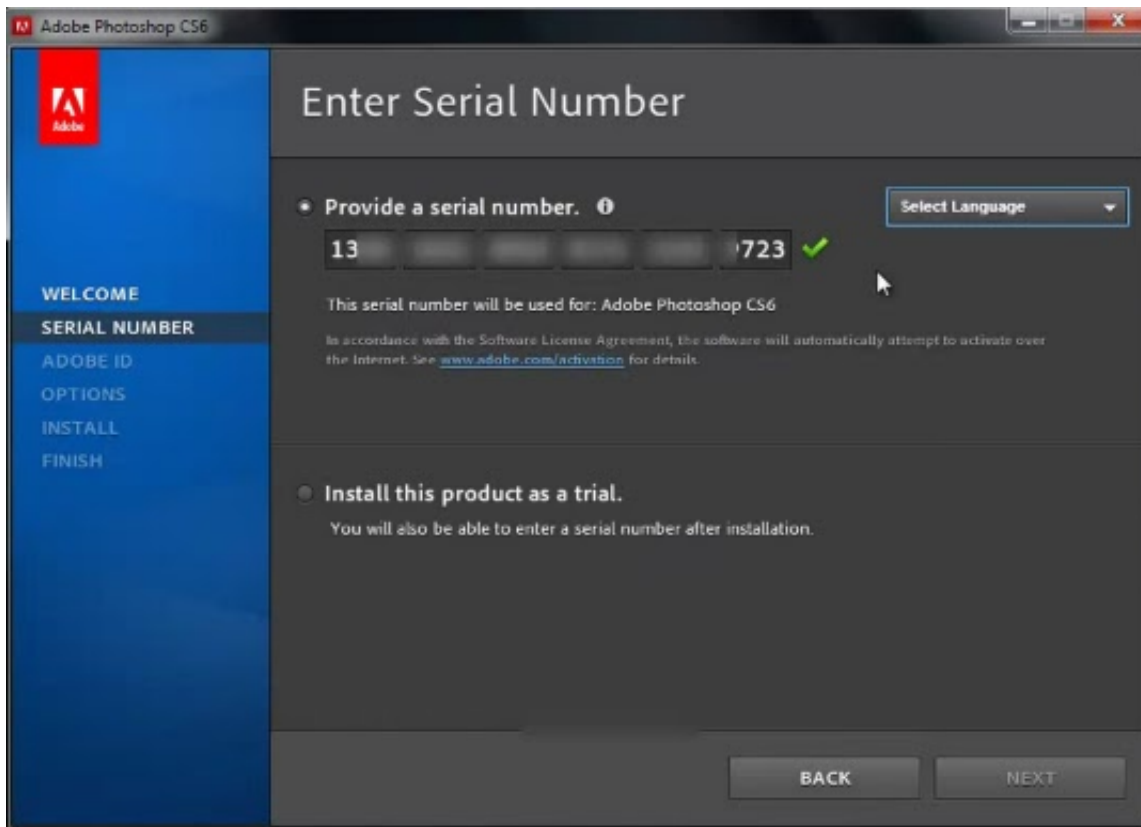 Adobe Photoshop CS6
Adobe
Enter Serial Number
Provide a serial number.
Select Language
13 723
This serial number will be used for: Adobe Photoshop CS6
In accordance with the Software License Agreement, the software will automatically attempt to activate over
the Internet. See www.adobe.com/activation for details.
WELCOME
SERIAL NUMBER
ADOBE ID
OPTIONS
INSTALL
FINISH
Install this product as a trial.
You will also be able to enter a serial number after installation.
BACK
NEXT